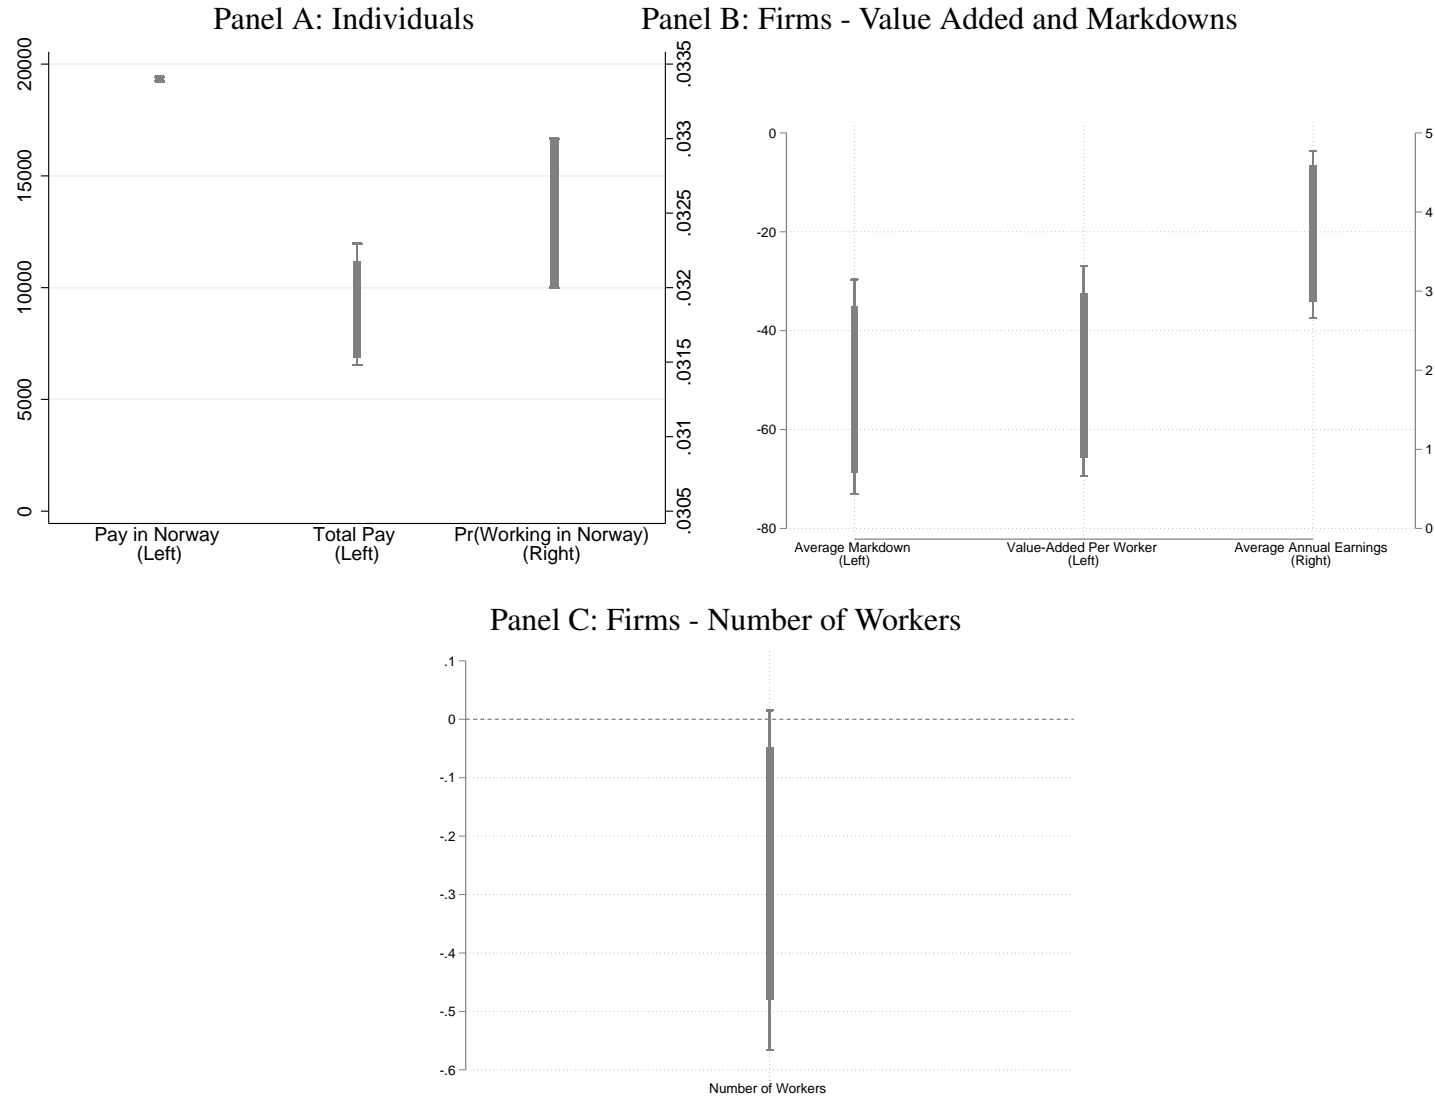 Panel A: Individuals
20000
15000
10000
5000
0
.0335
.033
.0325
.032
.0315
.031
.0305
Pay in Norway
(Left)
Total Pay
(Left)
Pr(Working in Norway)
(Right)
Panel B: Firms - Value Added and Markdowns
0
-20
-40
-60
-80
5
4
3
2
1
0
Average Markdown
(Left)
Value-Added Per Worker
(Left)
Average Annual Earnings
(Right)
Panel C: Firms - Number of Workers
.1
0
-.1
-.2
-.3
-.4
-.5
-.6
Number of Workers